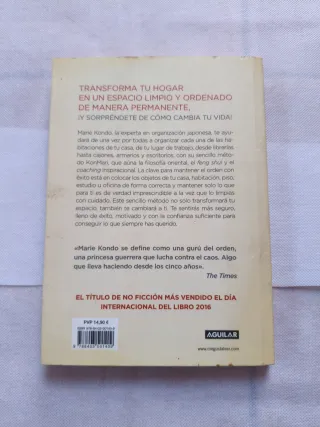 TRANSFORMA TU HOGAR
EN UN ESPACIO LIMPIO Y ORDENADO
DE MANERA PERMANENTE,
¡Y SORPRÉNDETE DE CÓMO CAMBIA TU VIDA!
Marie Kondo, la experta en organización japonesa, te ayu-
dará de una vez por todas a organizar cada una de las ha-
bitaciones de tu casa, de tu lugar de trabajo, desde librerías
hasta cajones, armarios y escritorios, con su sencillo méto-
do KonMari, que se basa en la filosofía oriental, el feng shui y el
coaching inspiracional. La clave para mantener el orden con
éxito está en colocar los objetos de tu casa, habitación, piso,
estudio u oficina de forma correcta y mantener solo lo que
para ti es de verdad imprescindible a la vez que lo limpias
con cuidado. Este sencillo método no solo transformará tu
espacio, también te cambiará a ti. Te sentirás más seguro,
lleno de éxito, motivado y con la confianza suficiente para
conseguir lo que siempre has querido.
«Marie Kondo se define como una gurú del orden,
una princesa guerrera que lucha contra el caos. Algo
que lleva haciendo desde los cinco años».
The Times
EL TÍTULO DE NO FICCIÓN MÁS VENDIDO EL DÍA
INTERNACIONAL DEL LIBRO 2016
PVP 14,90 €
AGUILAR
www.megustaleer.com